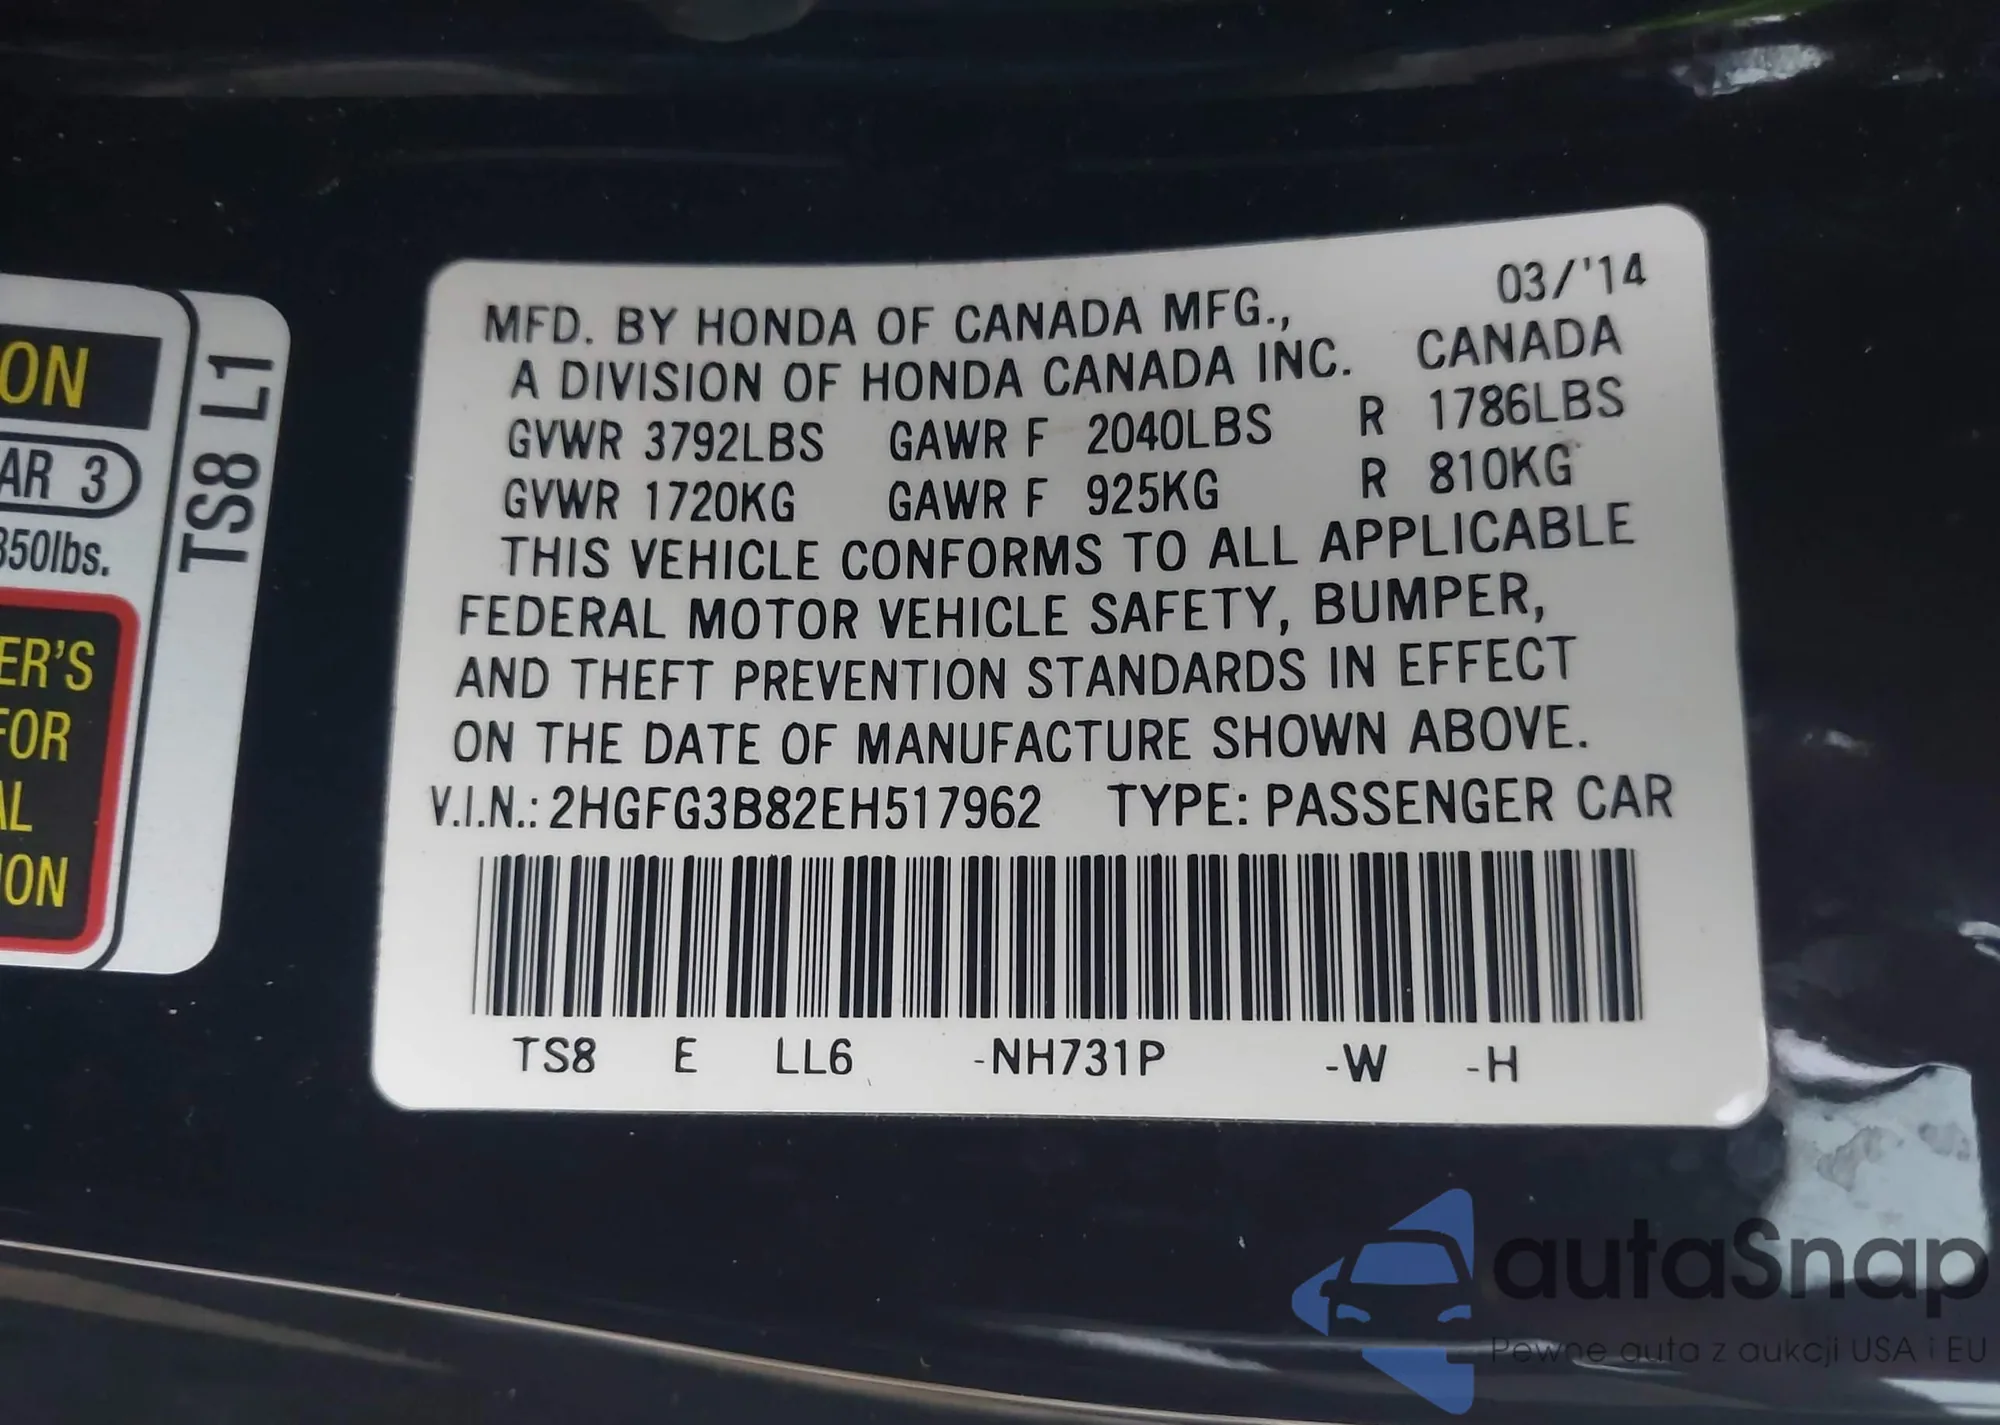 ON
AR 3
350lbs.
ER'S
FOR
AL
ION
TS8 L1
03/'14
MFD. BY HONDA OF CANADA MFG.,
A DIVISION OF HONDA CANADA INC. CANADA
GVWR 3792LBS GAWR F 2040LBS R 1786LBS
GVWR 1720KG GAWR F 925KG R 810KG
THIS VEHICLE CONFORMS TO ALL APPLICABLE
FEDERAL MOTOR VEHICLE SAFETY, BUMPER,
AND THEFT PREVENTION STANDARDS IN EFFECT
ON THE DATE OF MANUFACTURE SHOWN ABOVE.
V.I.N.: 2HGFG3B82EH517962 TYPE: PASSENGER CAR
TS8 E LL6 -NH731P -W -H
autaSnap
Pewne auta z aukcji USA i EU